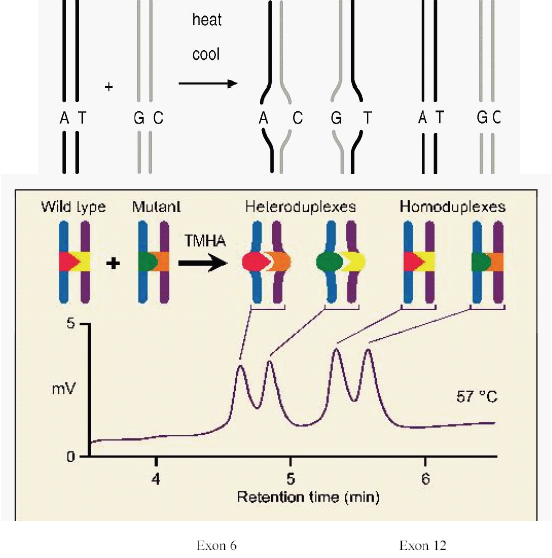 heat
cool
+
A T G C A C G T A T G C
Wild type Mutant Heteroduplexes Homoduplexes
+ TMHA
5
mV
57 °C
0
4 5 6
Retention time (min)
Exon 6 Exon 12